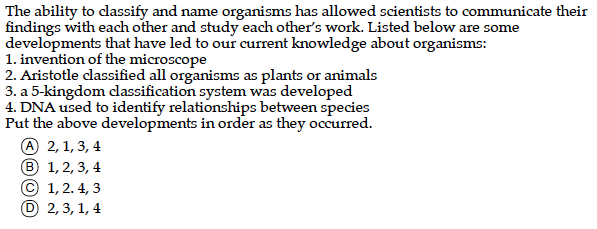 The ability to classify and name organisms has allowed scientists to communicate their
findings with each other and study each other's work. Listed below are some
developments that have led to our current knowledge about organisms:
1. invention of the microscope
2. Aristotle classified all organisms as plants or animals
3. a 5-kingdom classification system was developed
4. DNA used to identify relationships between species
Put the above developments in order as they occurred.
A 2, 1, 3, 4
B 1, 2, 3, 4
C 1, 2. 4, 3
D 2, 3, 1, 4